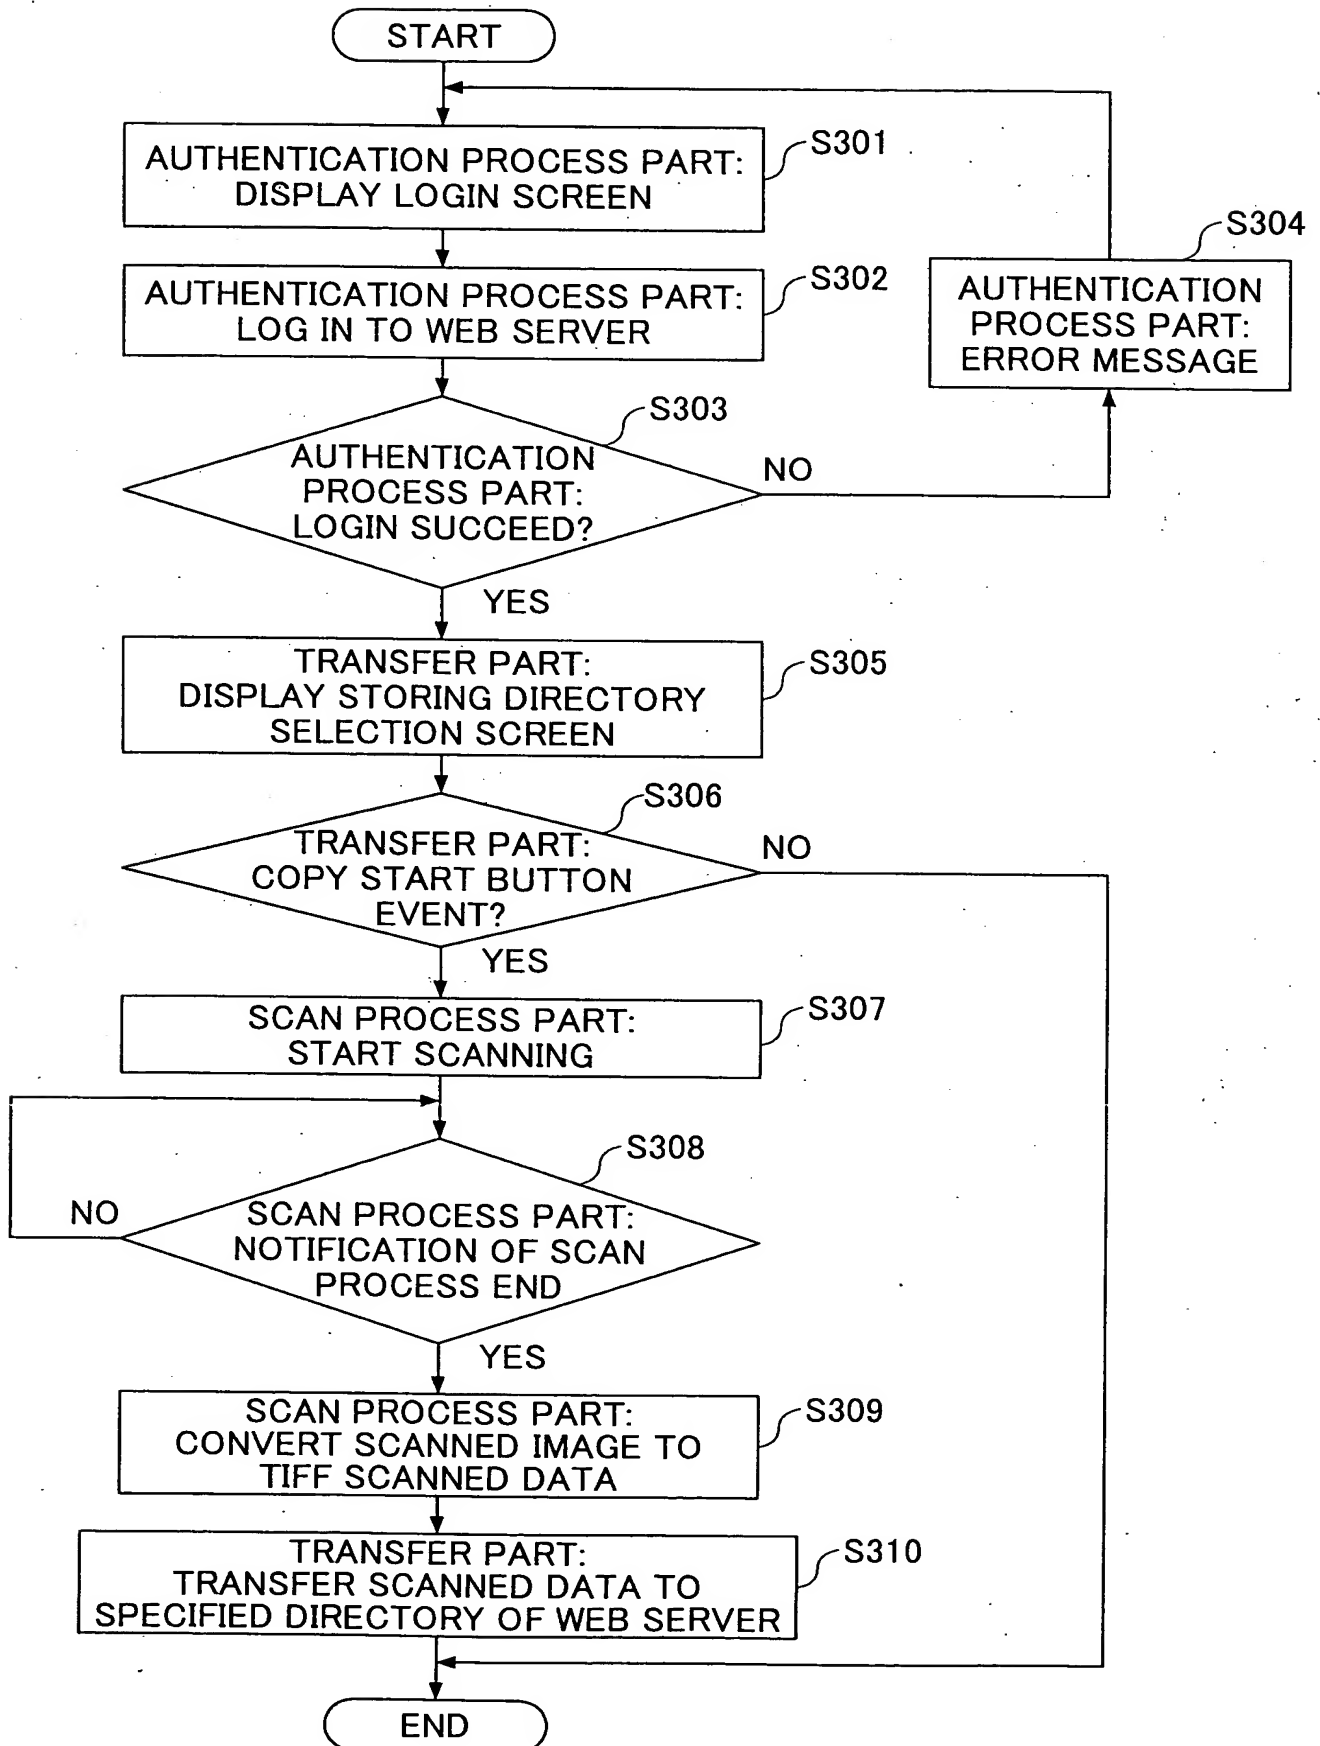 START
AUTHENTICATION PROCESS PART:
DISPLAY LOGIN SCREEN
S301
AUTHENTICATION PROCESS PART:
LOG IN TO WEB SERVER
S302
S304
AUTHENTICATION
PROCESS PART:
ERROR MESSAGE
S303
AUTHENTICATION
PROCESS PART:
LOGIN SUCCEED?
NO
YES
TRANSFER PART:
DISPLAY STORING DIRECTORY
SELECTION SCREEN
S305
S306
TRANSFER PART:
COPY START BUTTON
EVENT?
NO
YES
SCAN PROCESS PART:
START SCANNING
S307
S308
SCAN PROCESS PART:
NOTIFICATION OF SCAN
PROCESS END
NO
YES
SCAN PROCESS PART:
CONVERT SCANNED IMAGE TO
TIFF SCANNED DATA
S309
TRANSFER PART:
TRANSFER SCANNED DATA TO
SPECIFIED DIRECTORY OF WEB SERVER
S310
END